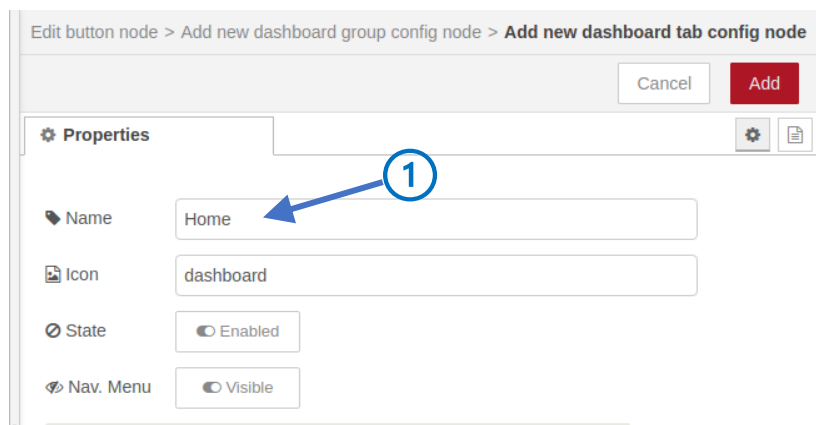 Edit button node > Add new dashboard group config node > Add new dashboard tab config node
Cancel Add
Properties
1
Name Home
Icon dashboard
State Enabled
Nav. Menu Visible